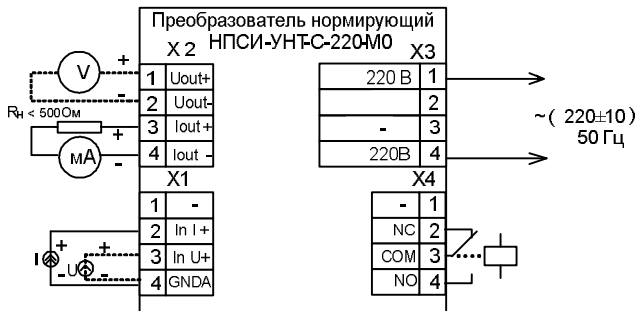 Преобразователь нормирующий
НПСИ-УНТ-С-220-М0
X2
X3
V
+
-
1 Uout+
2 Uout-
3 Iout+
4 Iout -
Rн < 500Ом
+
мА
-
220 В 1
2
- 3
220В 4
~( 220±10)
50 Гц
X1
X4
1 -
2 In I+
3 In U+
4 GNDA
I
+
-
U
+
-
- 1
NC 2
COM 3
NO 4